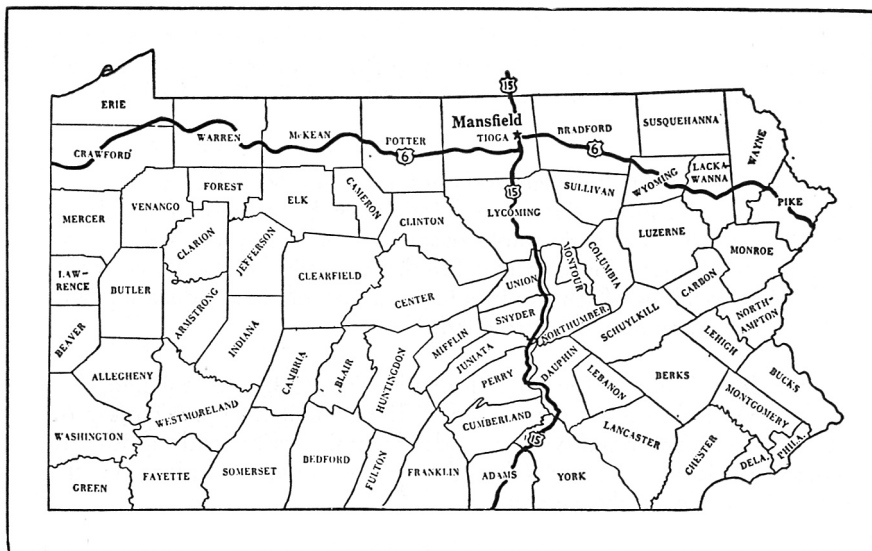 15
ERIE
CRAWFORD
WARREN
McKEAN
POTTER
6
Mansfield
TIOGA
BRADFORD
6
SUSQUEHANNA
WAYNE
WYOMING
LACKA-
WANNA
PIKE
MERCER
VENANGO
FOREST
ELK
CAMERON
CLINTON
15
LYCOMING
SULLIVAN
LUZERNE
MONROE
CLARION
JEFFERSON
CLEARFIELD
CENTER
UNION
MONTOUR
COLUMBIA
CARBON
LAW-
RENCE
BUTLER
ARMSTRONG
INDIANA
SNYDER
NORTHUMBER.
SCHUYLKILL
NORTH-
AMPTON
LEHIGH
BEAVER
ALLEGHENY
CAMBRIA
BLAIR
HUNTINGDON
MIFFLIN
JUNIATA
PERRY
DAUPHIN
LEBANON
BERKS
BUCKS
MONTGOMERY
WESTMORELAND
CUMBERLAND
15
LANCASTER
CHESTER
DELA.
PHILA.
WASHINGTON
GREEN
FAYETTE
SOMERSET
BEDFORD
FULTON
FRANKLIN
ADAMS
YORK